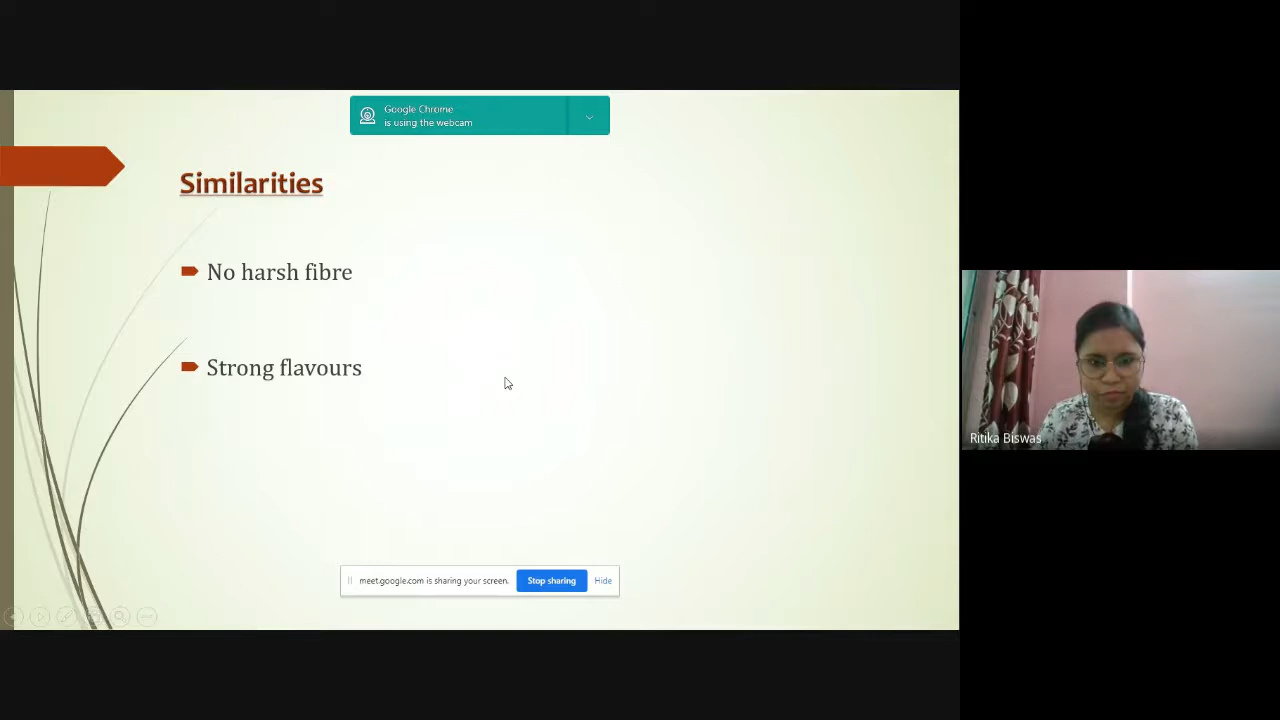 Google Chrome
is using the webcam
Similarities
No harsh fibre
Strong flavours
Ritika Biswas
meet.google.com is sharing your screen.
Stop sharing
Hide